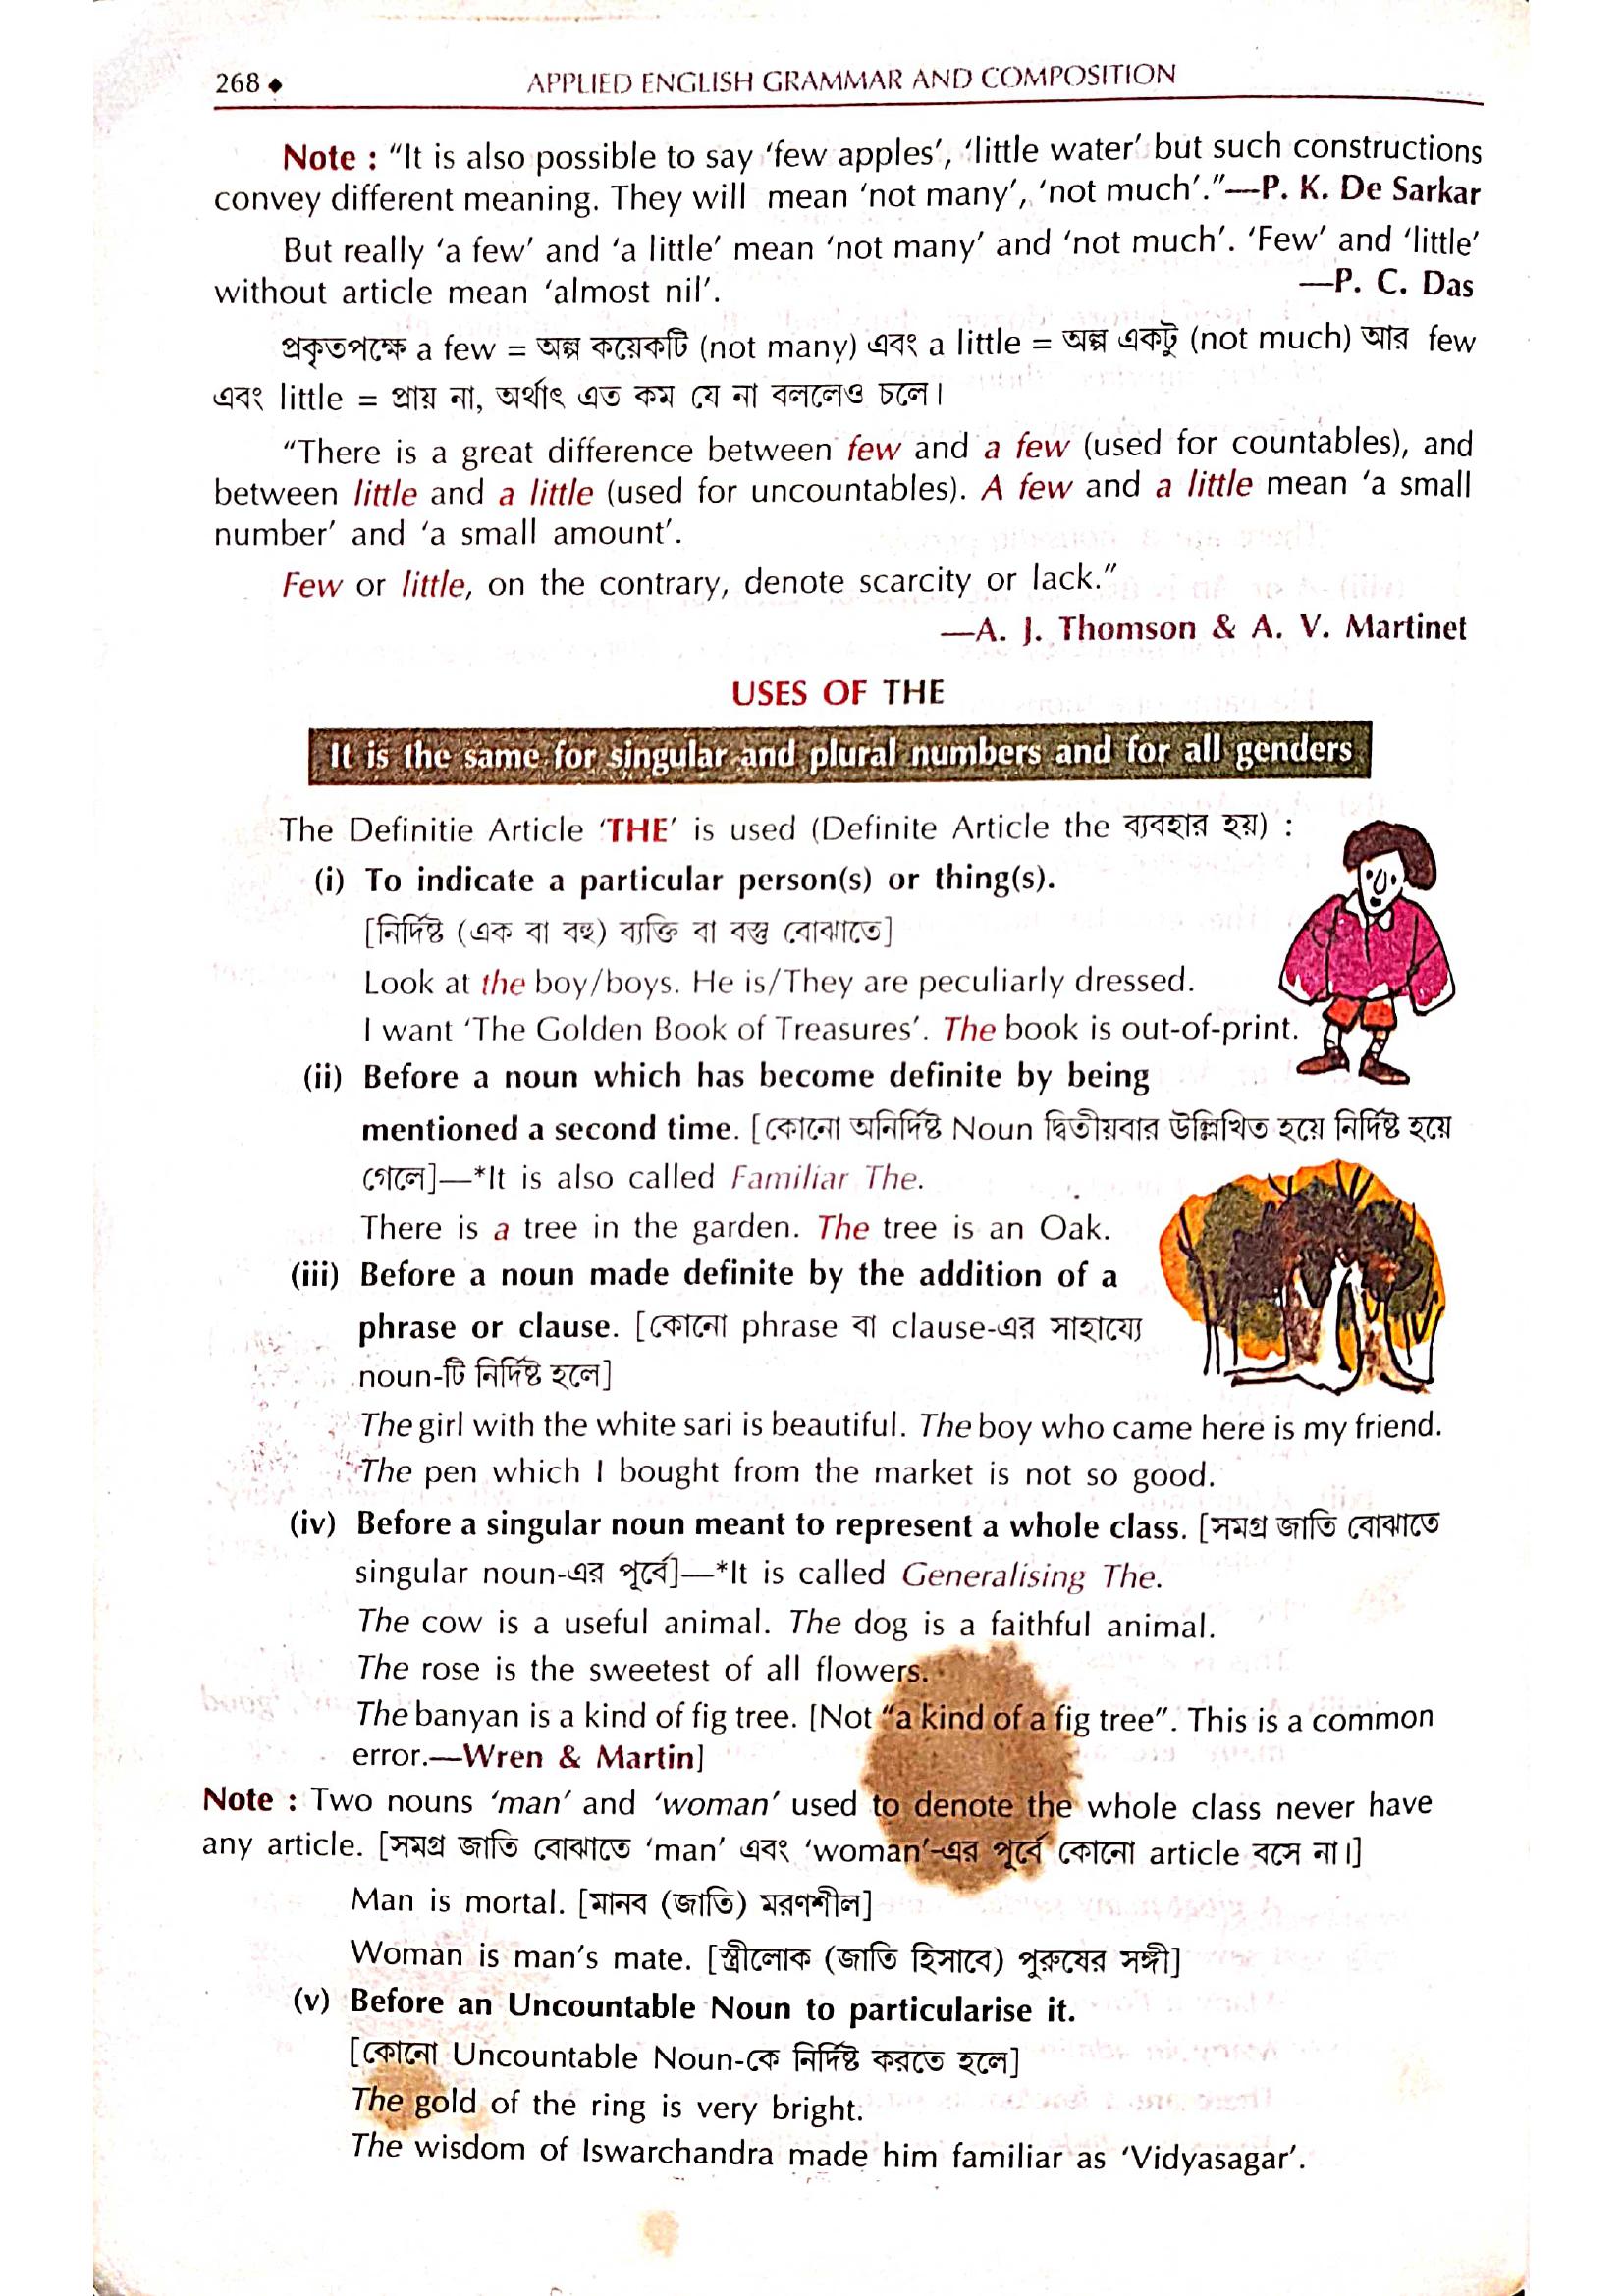 268 ◆ APPLIED ENGLISH GRAMMAR AND COMPOSITION
Note : “It is also possible to say ‘few apples’, ‘little water’ but such constructions
convey different meaning. They will mean ‘not many’, ‘not much’.”—P. K. De Sarkar
But really ‘a few’ and ‘a little’ mean ‘not many’ and ‘not much’. ‘Few’ and ‘little’
without article mean ‘almost nil’. —P. C. Das
প্রকৃতপক্ষে a few = অল্প কয়েকটি (not many) এবং a little = অল্প একটু (not much) আর few
এবং little = প্রায় না, অর্থাৎ এত কম যে না বললেও চলে।
“There is a great difference between few and a few (used for countables), and
between little and a little (used for uncountables). A few and a little mean ‘a small
number’ and ‘a small amount’.
Few or little, on the contrary, denote scarcity or lack.”
—A. J. Thomson & A. V. Martinet
USES OF THE
It is the same for singular and plural numbers and for all genders
The Definitie Article ‘THE’ is used (Definite Article the ব্যবহার হয়) :
(i) To indicate a particular person(s) or thing(s).
[নির্দিষ্ট (এক বা বহু) ব্যক্তি বা বস্তু বোঝাতে]
Look at the boy/boys. He is/They are peculiarly dressed.
I want ‘The Golden Book of Treasures’. The book is out-of-print.
(ii) Before a noun which has become definite by being
mentioned a second time. [কোনো অনির্দিষ্ট Noun দ্বিতীয়বার উল্লিখিত হয়ে নির্দিষ্ট হয়ে
গেলে]—*It is also called Familiar The.
There is a tree in the garden. The tree is an Oak.
(iii) Before a noun made definite by the addition of a
phrase or clause. [কোনো phrase বা clause-এর সাহায্যে
noun-টি নির্দিষ্ট হলে]
The girl with the white sari is beautiful. The boy who came here is my friend.
The pen which I bought from the market is not so good.
(iv) Before a singular noun meant to represent a whole class. [সমগ্র জাতি বোঝাতে
singular noun-এর পূর্বে]—*It is called Generalising The.
The cow is a useful animal. The dog is a faithful animal.
The rose is the sweetest of all flowers.
The banyan is a kind of fig tree. [Not “a kind of a fig tree”. This is a common
error.—Wren & Martin]
Note : Two nouns ‘man’ and ‘woman’ used to denote the whole class never have
any article. [সমগ্র জাতি বোঝাতে ‘man’ এবং ‘woman’-এর পূর্বে কোনো article বসে না।]
Man is mortal. [মানব (জাতি) মরণশীল]
Woman is man’s mate. [স্ত্রীলোক (জাতি হিসাবে) পুরুষের সঙ্গী]
(v) Before an Uncountable Noun to particularise it.
[কোনো Uncountable Noun-কে নির্দিষ্ট করতে হলে]
The gold of the ring is very bright.
The wisdom of Iswarchandra made him familiar as ‘Vidyasagar’.